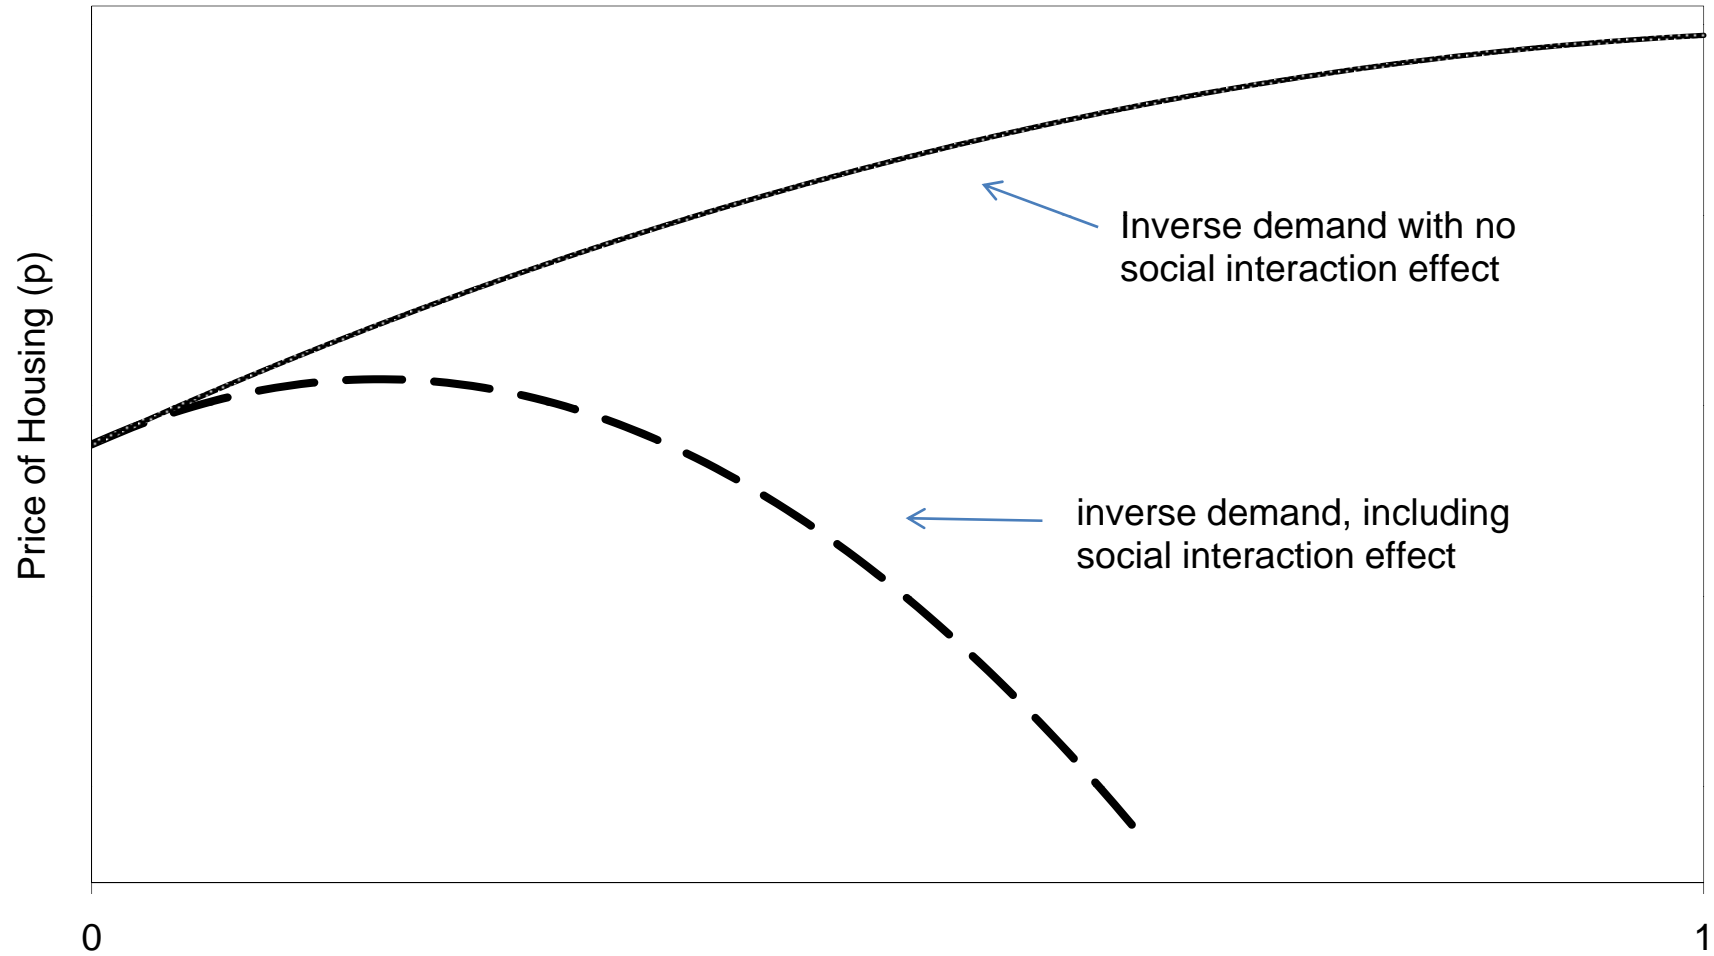 Price of Housing (p)
Inverse demand with no
social interaction effect
inverse demand, including
social interaction effect
0
1